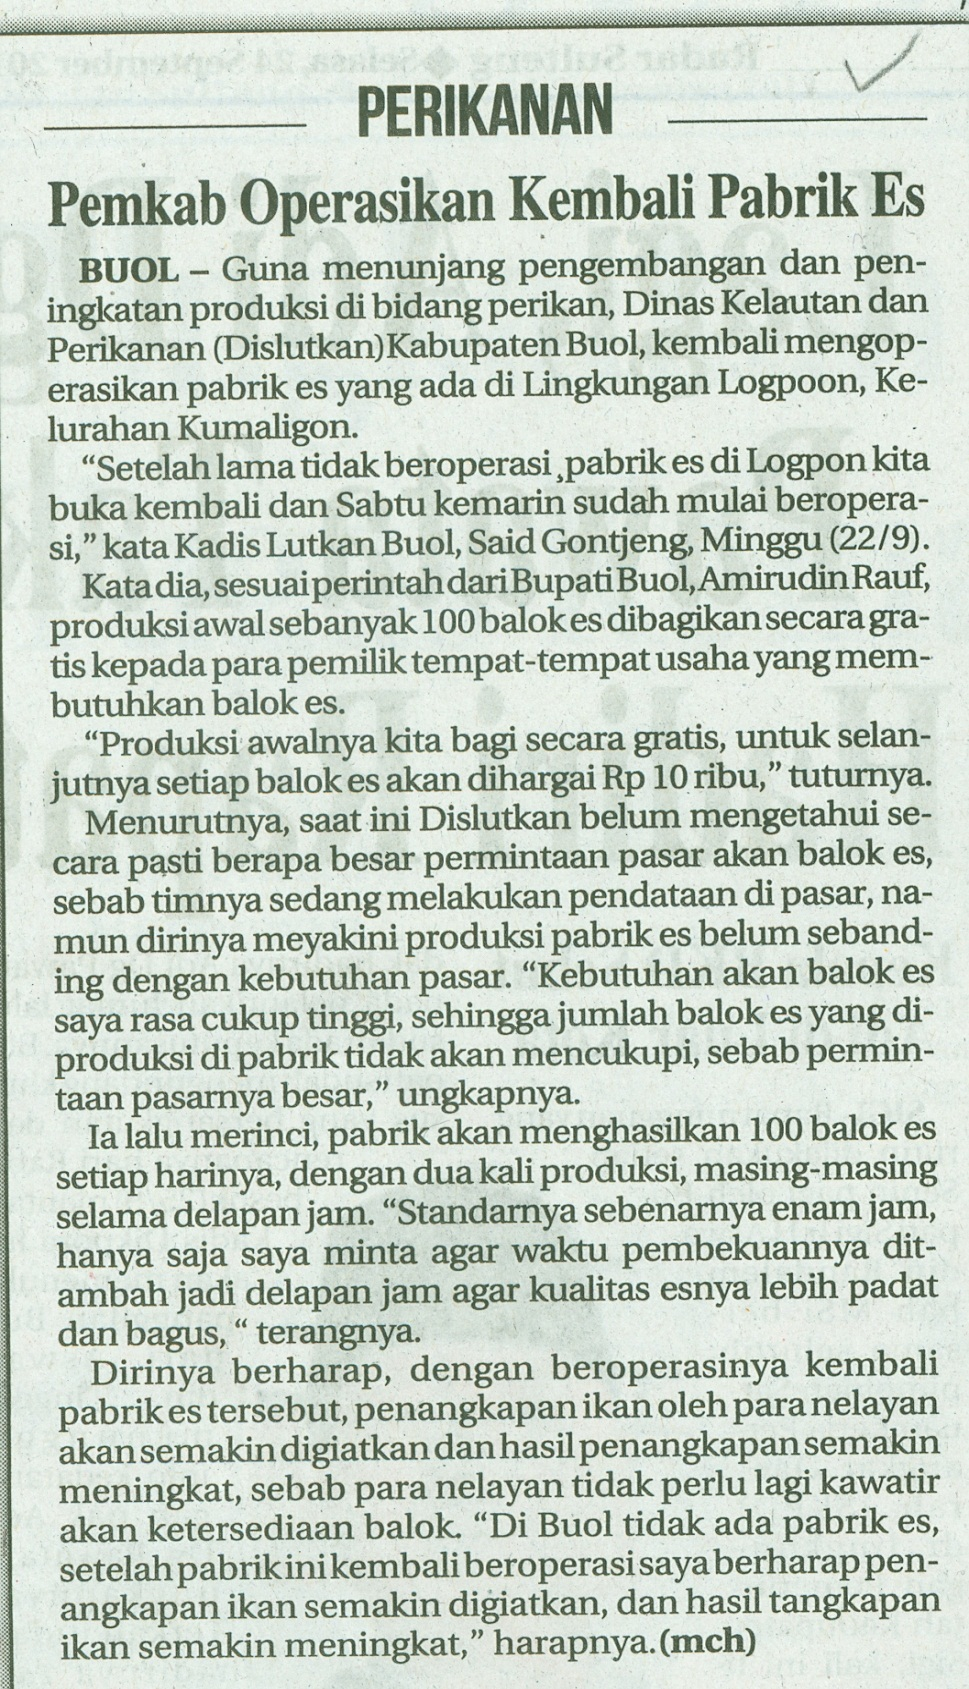 PERIKANAN
Pemkab Operasikan Kembali Pabrik Es
BUOL – Guna menunjang pengembangan dan pen-
ingkatan produksi di bidang perikan, Dinas Kelautan dan
Perikanan (Dislutkan)Kabupaten Buol, kembali mengop-
erasikan pabrik es yang ada di Lingkungan Logpoon, Ke-
lurahan Kumaligon.
“Setelah lama tidak beroperasi ,pabrik es di Logpon kita
buka kembali dan Sabtu kemarin sudah mulai beropera-
si,” kata Kadis Lutkan Buol, Said Gontjeng, Minggu (22/9).
Kata dia, sesuai perintah dari Bupati Buol, Amirudin Rauf,
produksi awal sebanyak 100 balok es dibagikan secara gra-
tis kepada para pemilik tempat-tempat usaha yang mem-
butuhkan balok es.
“Produksi awalnya kita bagi secara gratis, untuk selan-
jutnya setiap balok es akan dihargai Rp 10 ribu,” tuturnya.
Menurutnya, saat ini Dislutkan belum mengetahui se-
cara pasti berapa besar permintaan pasar akan balok es,
sebab timnya sedang melakukan pendataan di pasar, na-
mun dirinya meyakini produksi pabrik es belum seband-
ing dengan kebutuhan pasar. “Kebutuhan akan balok es
saya rasa cukup tinggi, sehingga jumlah balok es yang di-
produksi di pabrik tidak akan mencukupi, sebab permin-
taan pasarnya besar,” ungkapnya.
Ia lalu merinci, pabrik akan menghasilkan 100 balok es
setiap harinya, dengan dua kali produksi, masing-masing
selama delapan jam. “Standarnya sebenarnya enam jam,
hanya saja saya minta agar waktu pembekuannya dit-
ambah jadi delapan jam agar kualitas esnya lebih padat
dan bagus, “ terangnya.
Dirinya berharap, dengan beroperasinya kembali
pabrik es tersebut, penangkapan ikan oleh para nelayan
akan semakin digiatkan dan hasil penangkapan semakin
meningkat, sebab para nelayan tidak perlu lagi kawatir
akan ketersediaan balok. “Di Buol tidak ada pabrik es,
setelah pabrik ini kembali beroperasi saya berharap pen-
angkapan ikan semakin digiatkan, dan hasil tangkapan
ikan semakin meningkat,” harapnya.(mch)